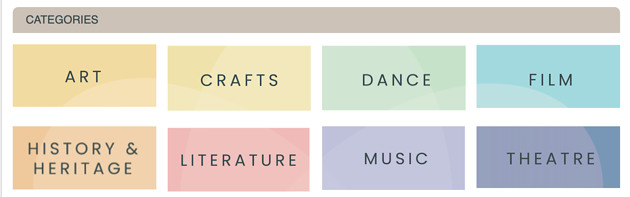 CATEGORIES
ART
CRAFTS
DANCE
FILM
HISTORY &
HERITAGE
LITERATURE
MUSIC
THEATRE